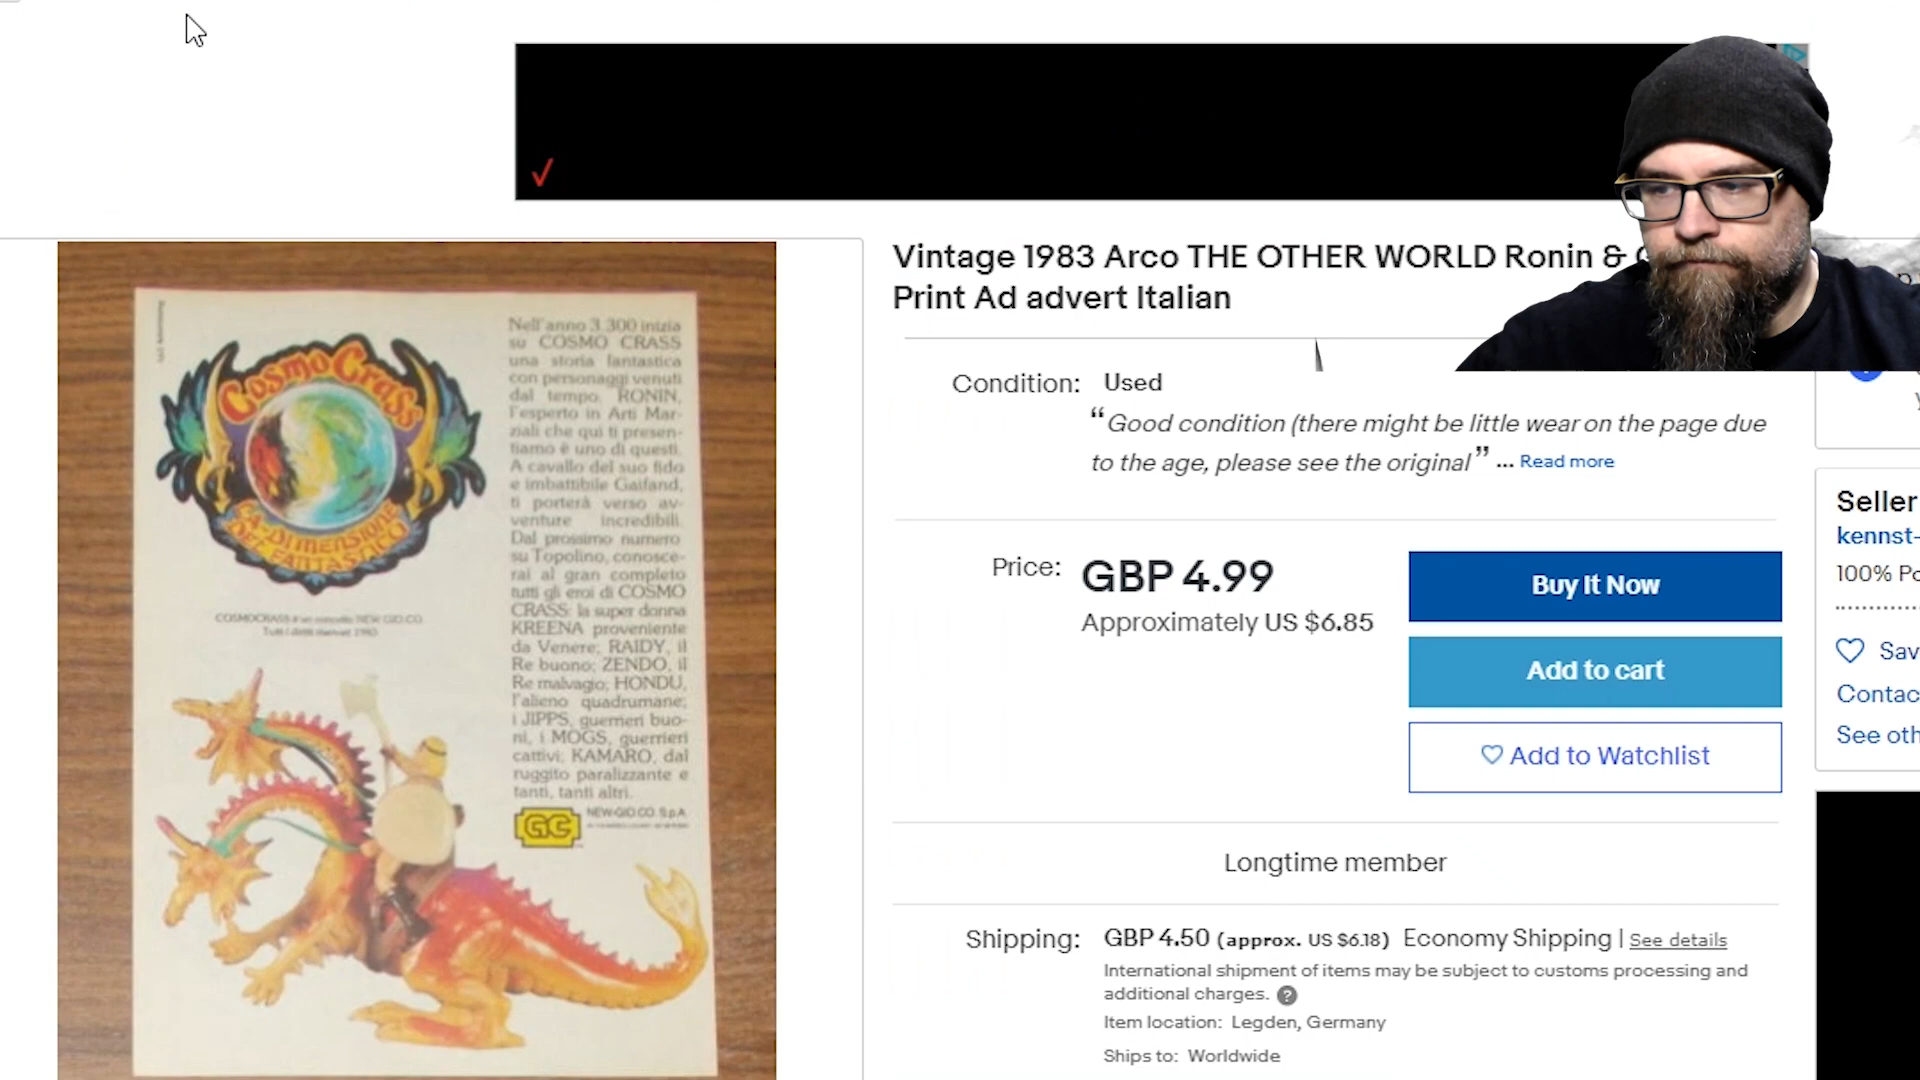 Vintage 1983 Arco THE OTHER WORLD Ronin &
Print Ad advert Italian
Condition: Used
“Good condition (there might be little wear on the page due
to the age, please see the original” ... Read more
Price: GBP 4.99
Approximately US $6.85
Buy It Now
Add to cart
Add to Watchlist
Longtime member
Shipping: GBP 4.50 (approx. US $6.18) Economy Shipping | See details
International shipment of items may be subject to customs processing and
additional charges. ?
Item location: Legden, Germany
Ships to: Worldwide
Seller
kennst-
100% Po
Sav
Contac
See oth
Cosmo Crass
LA DIMENSIONE
DEL FANTASTICO
Nell'anno 3.300 inizia
su COSMO CRASS
una storia fantastica
con personaggi venuti
dal tempo. RONIN,
l'esperto in Arti Mar-
ziali che qui ti presen-
tiamo è uno di questi.
A cavallo del suo fido
e imbattibile Gaifand,
ti porterà verso av-
venture incredibili.
Dal prossimo numero
su Topolino, conosce-
rai al gran completo
tutti gli eroi di COSMO
CRASS: la super donna
KREENA proveniente
da Venere; RAIDY, il
Re buono; ZENDO, il
Re malvagio; HONDU,
l'alieno quadrumane;
i JIPPS, guerrieri buo-
ni, i MOGS, guerrieri
cattivi; KAMARO, dal
ruggito paralizzante e
tanti, tanti altri.
GC NEW-GIO.CO. S.p.A.